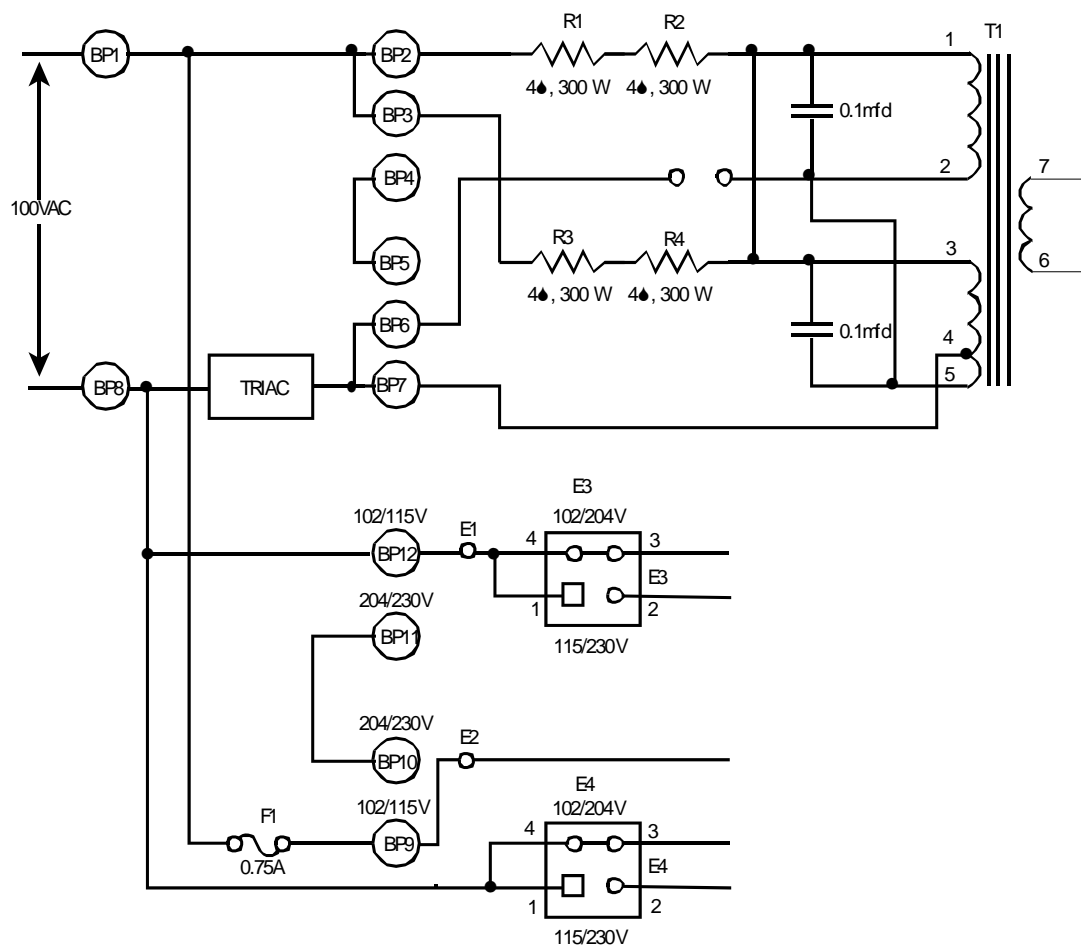 R1
R2
T1
BP1
BP2
1
4♦, 300 W
4♦, 300 W
BP3
0.1mfd
BP4
2
7
100VAC
R3
R4
3
BP5
6
4♦, 300 W
4♦, 300 W
BP6
0.1mfd
4
BP8
TRIAC
BP7
5
E3
102/115V
E1
102/204V
4
3
BP12
E3
204/230V
1
2
BP11
115/230V
204/230V
E2
BP10
E4
F1
102/115V
102/204V
4
3
BP9
E4
0.75A
1
2
115/230V